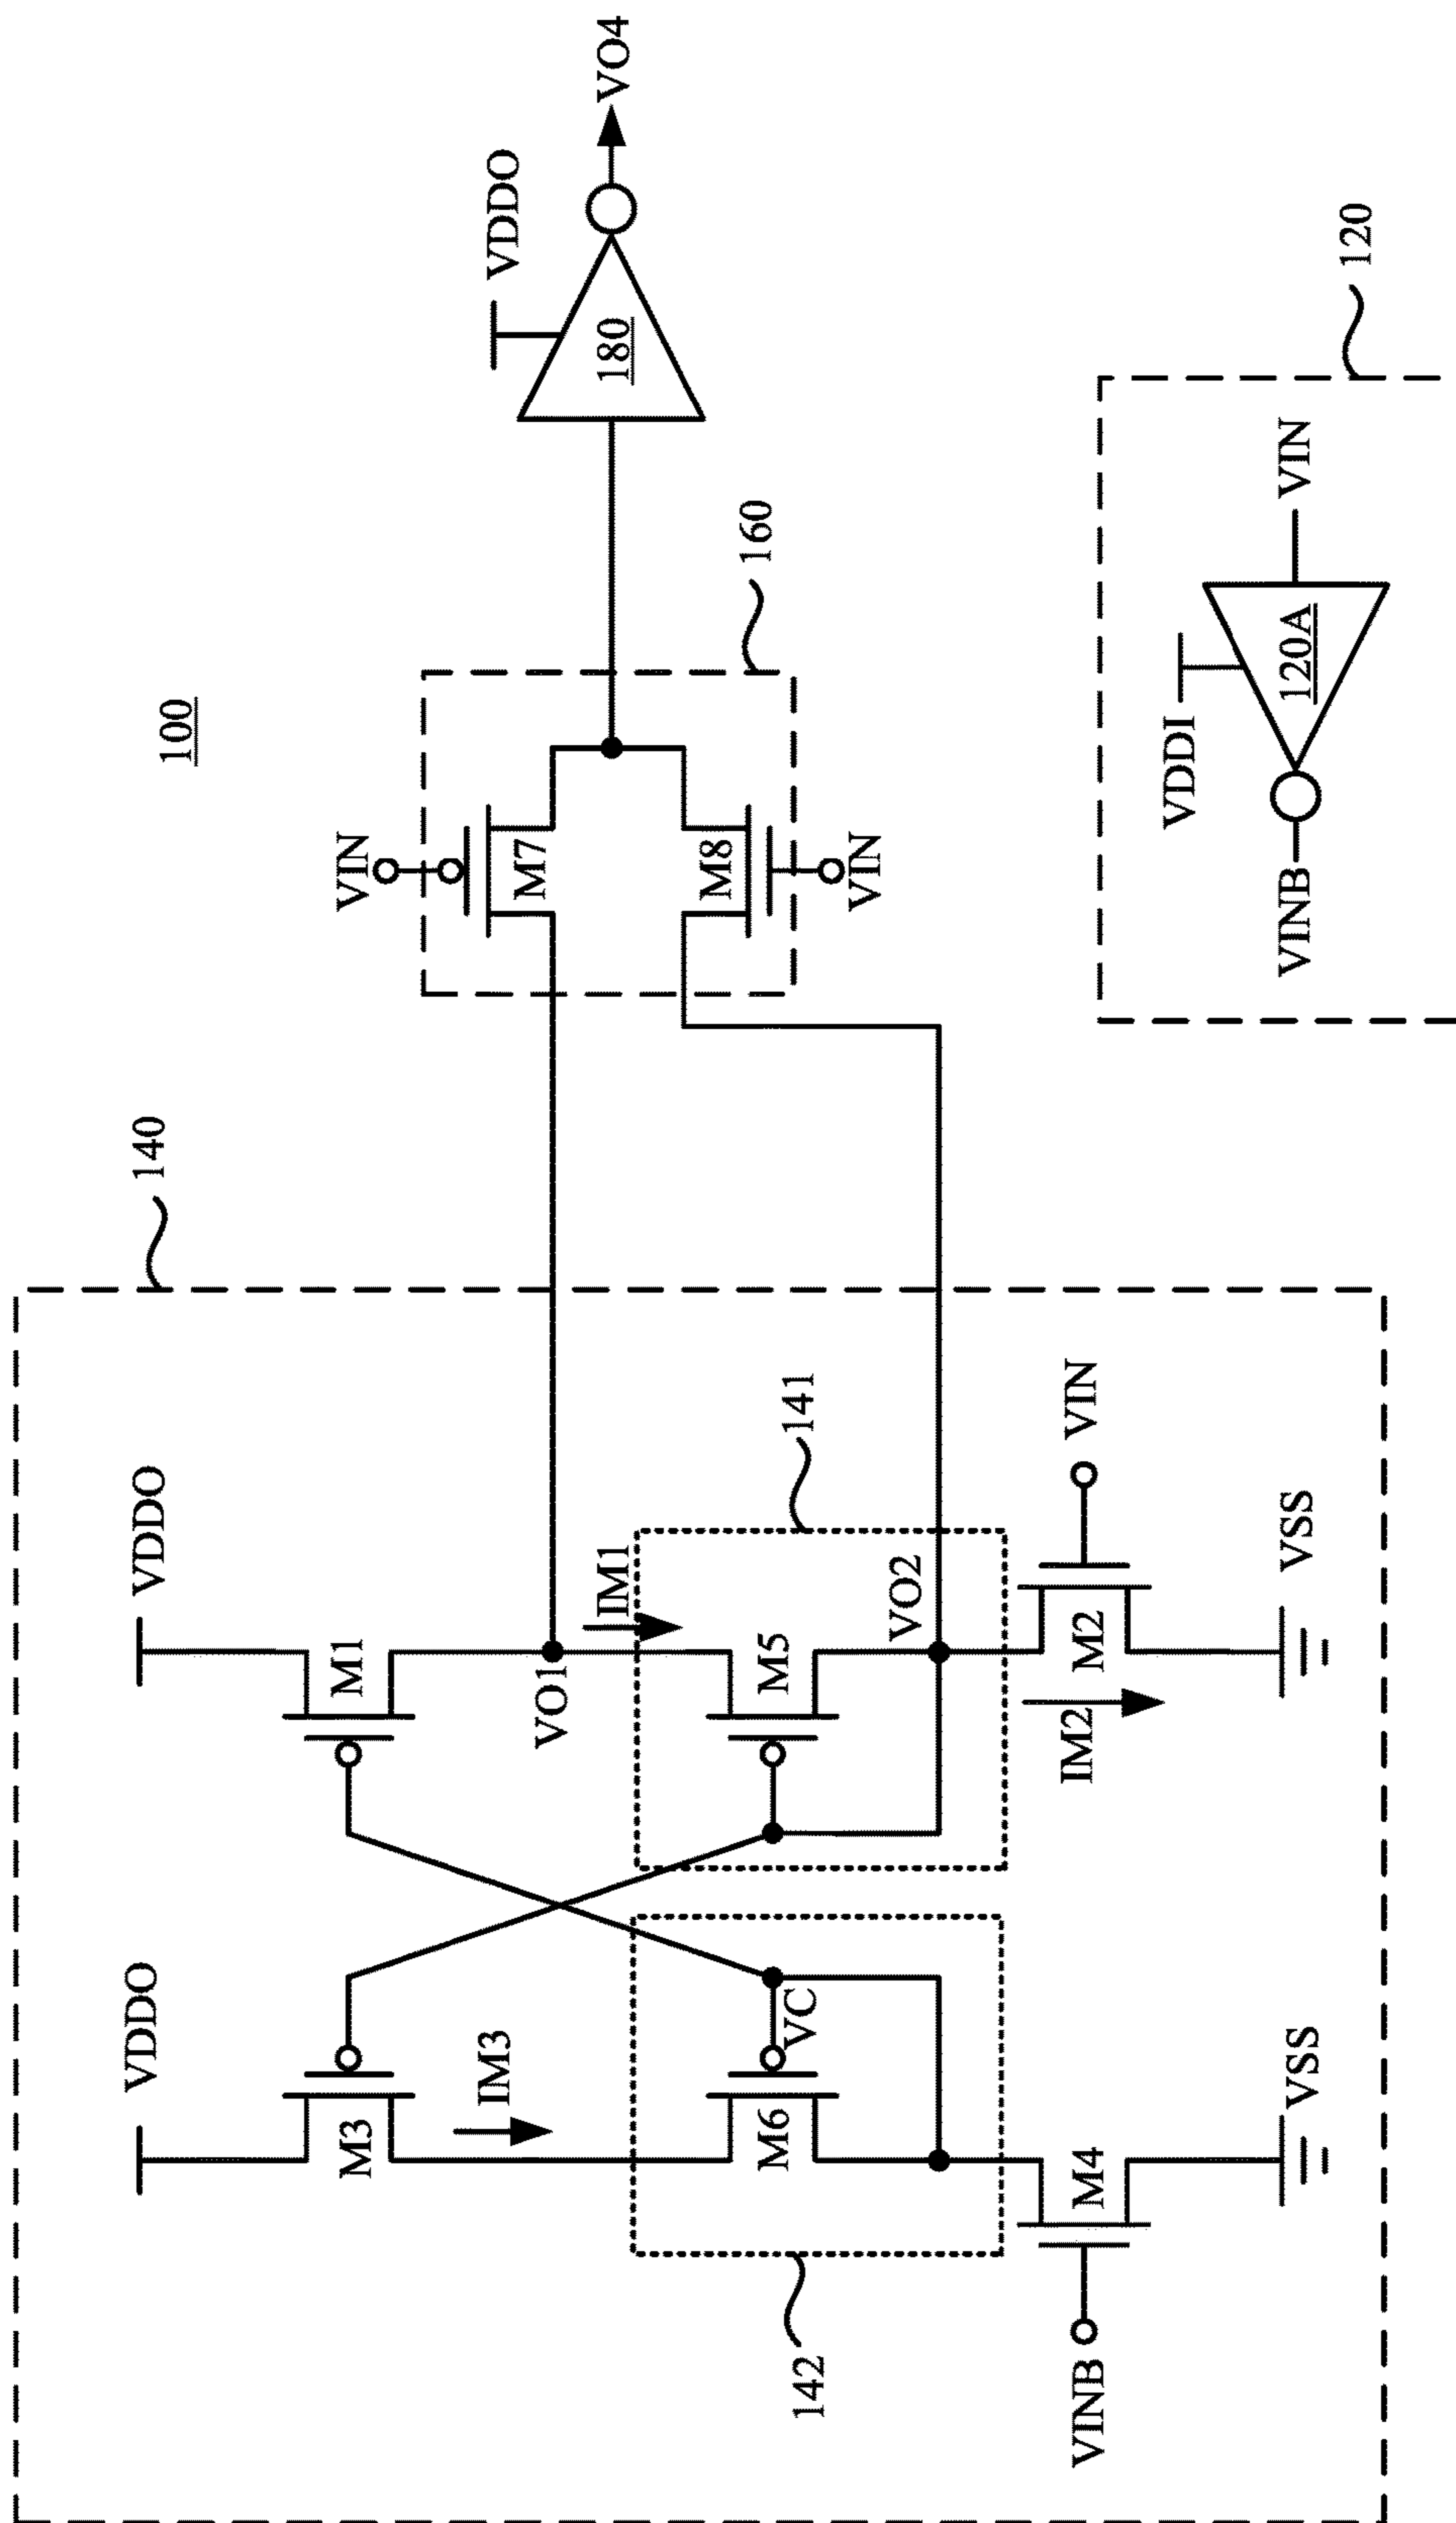 100
140
VDDO
VDDO
M3
M1
IM3
VO1
IM1
141
M6
VC
M5
VO2
142
VINB
M4
IM2
M2
VIN
VSS
VSS
VIN
M7
M8
VIN
160
VDDO
180
VO4
120
VDDI
VINB
120A
VIN